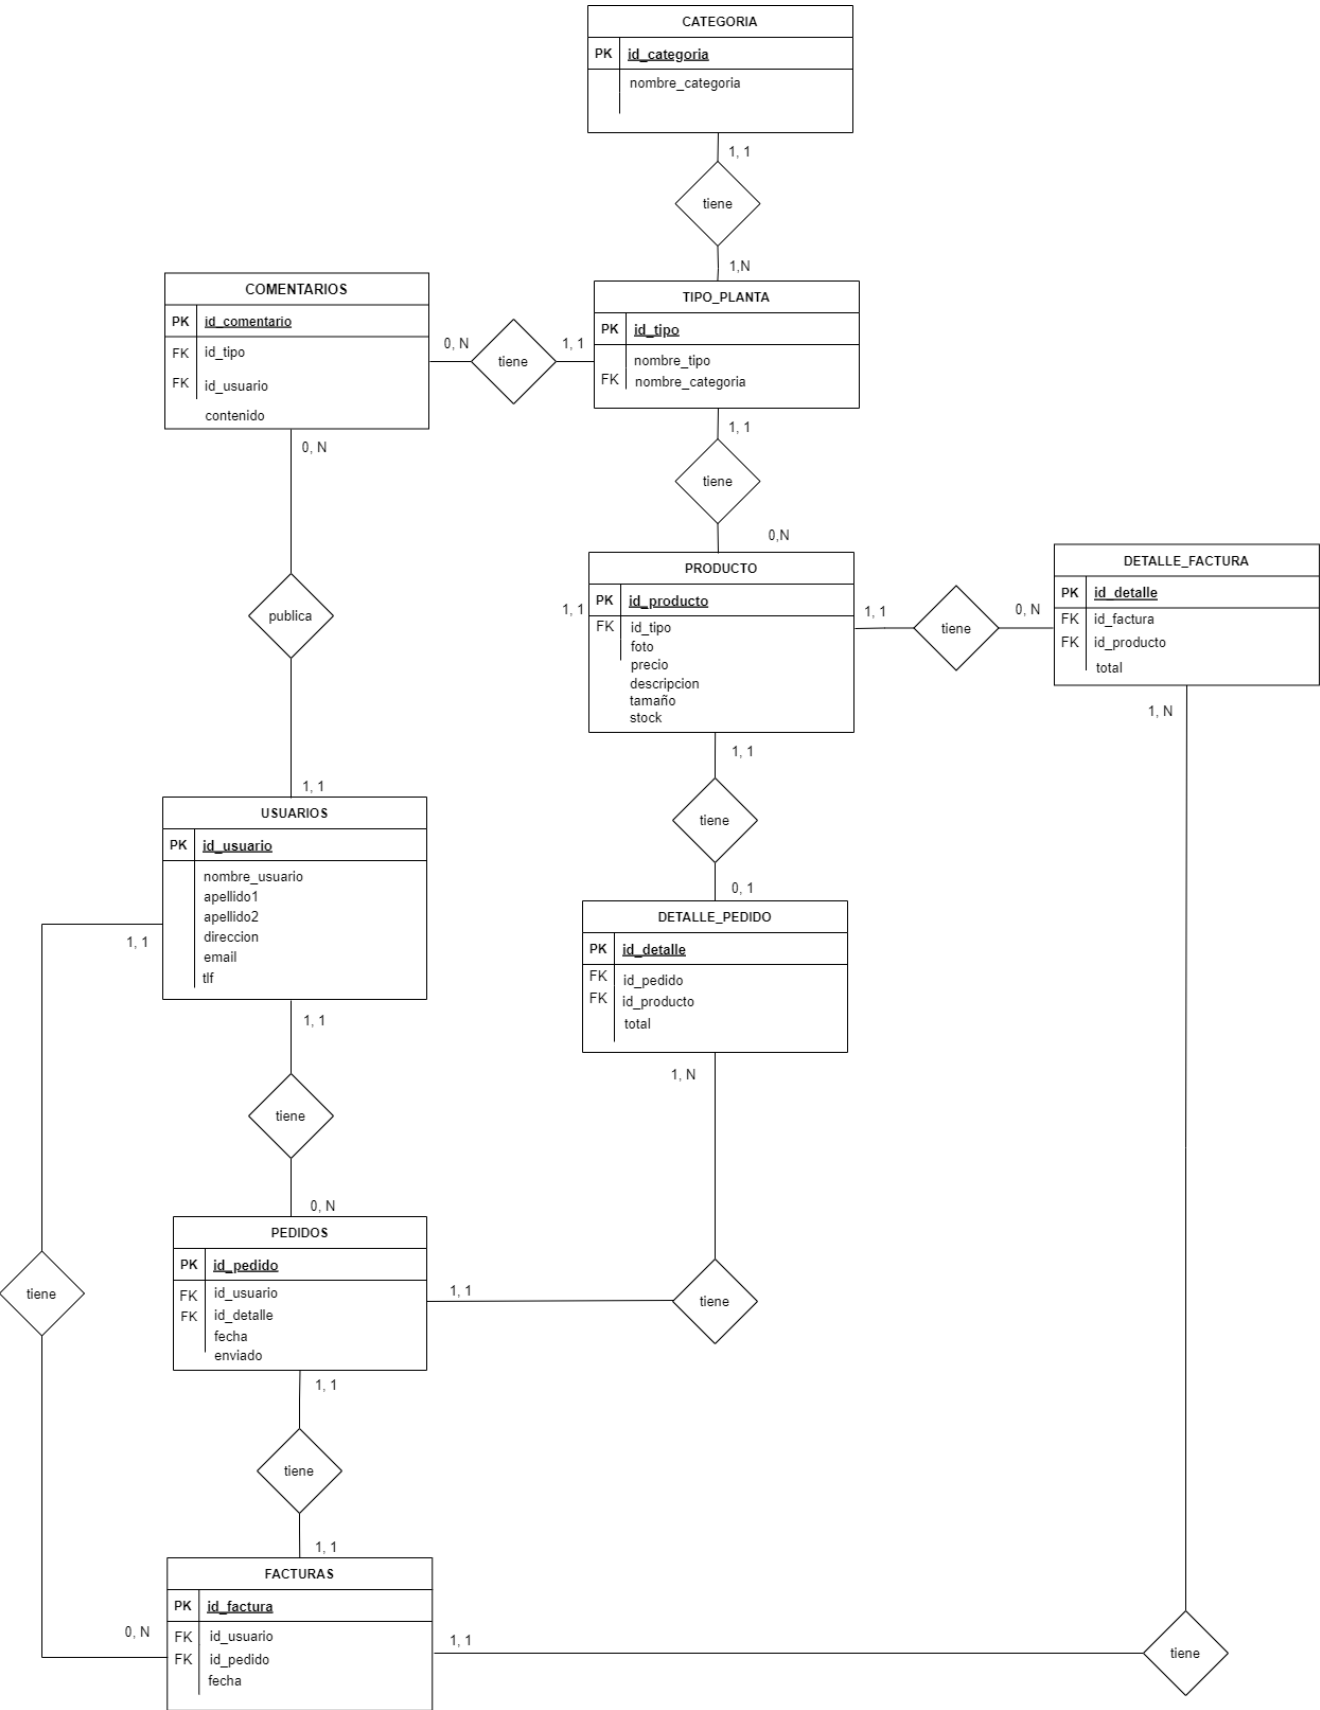 CATEGORIA
PK id_categoria
nombre_categoria
1, 1
tiene
1,N
TIPO_PLANTA
PK id_tipo
nombre_tipo
FK nombre_categoria
COMENTARIOS
PK id_comentario
FK id_tipo
FK id_usuario
contenido
0, N
tiene
1, 1
0, N
publica
1, 1
1, 1
tiene
0,N
PRODUCTO
PK id_producto
FK id_tipo
foto
precio
descripcion
tamaño
stock
1, 1
1, 1
tiene
0, N
DETALLE_FACTURA
PK id_detalle
FK id_factura
FK id_producto
total
1, N
1, 1
tiene
0, 1
USUARIOS
PK id_usuario
nombre_usuario
apellido1
apellido2
direccion
email
tlf
1, 1
1, 1
tiene
0, N
DETALLE_PEDIDO
PK id_detalle
FK id_pedido
FK id_producto
total
1, N
tiene
PEDIDOS
PK id_pedido
FK id_usuario
FK id_detalle
fecha
enviado
1, 1
tiene
1, 1
tiene
1, 1
FACTURAS
PK id_factura
FK id_usuario
FK id_pedido
fecha
0, N
1, 1
tiene